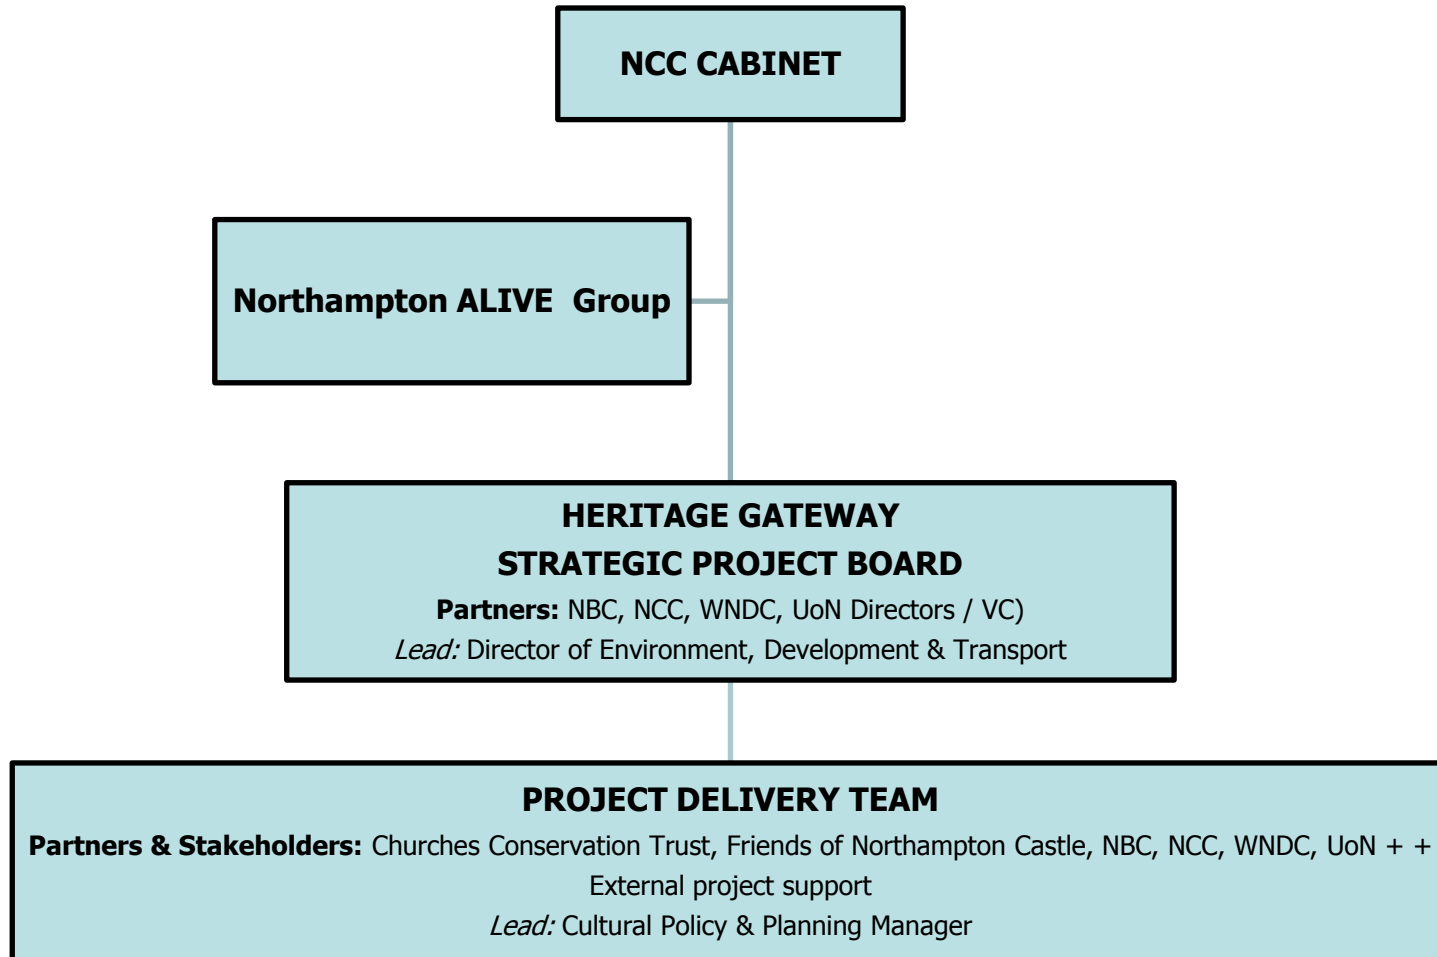 NCC CABINET
Northampton ALIVE  Group
HERITAGE GATEWAY
STRATEGIC PROJECT BOARD
Partners: NBC, NCC, WNDC, UoN Directors / VC)
Lead: Director of Environment, Development & Transport
PROJECT DELIVERY TEAM
Partners & Stakeholders: Churches Conservation Trust, Friends of Northampton Castle, NBC, NCC, WNDC, UoN + +
External project support
Lead: Cultural Policy & Planning Manager